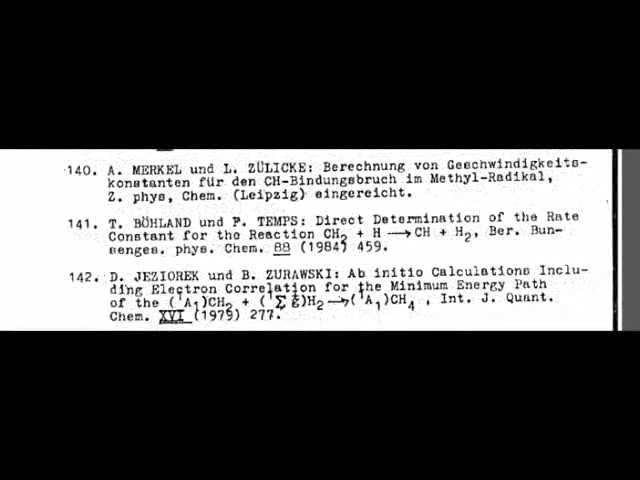 140. A. MERKEL und L. ZÜLICKE: Berechnung von Geschwindigkeits-
konstanten für den CH-Bindungsbruch im Methyl-Radikal,
Z. phys, Chem. (Leipzig) eingereicht.
141. T. BÖHLAND und F. TEMPS: Direct Determination of the Rate
Constant for the Reaction CH₂ + H ⟶ CH + H₂, Ber. Bun-
senges. phys. Chem. 88 (1984) 459.
142. D. JEZIOREK und B. ZURAWSKI: Ab initio Calculations Inclu-
ding Electron Correlation for the Minimum Energy Path
of the (¹A₁)CH₂ + (¹Σ⁺g)H₂ ⟶ (¹A₁)CH₄ , Int. J. Quant.
Chem. XVI (1979) 277.